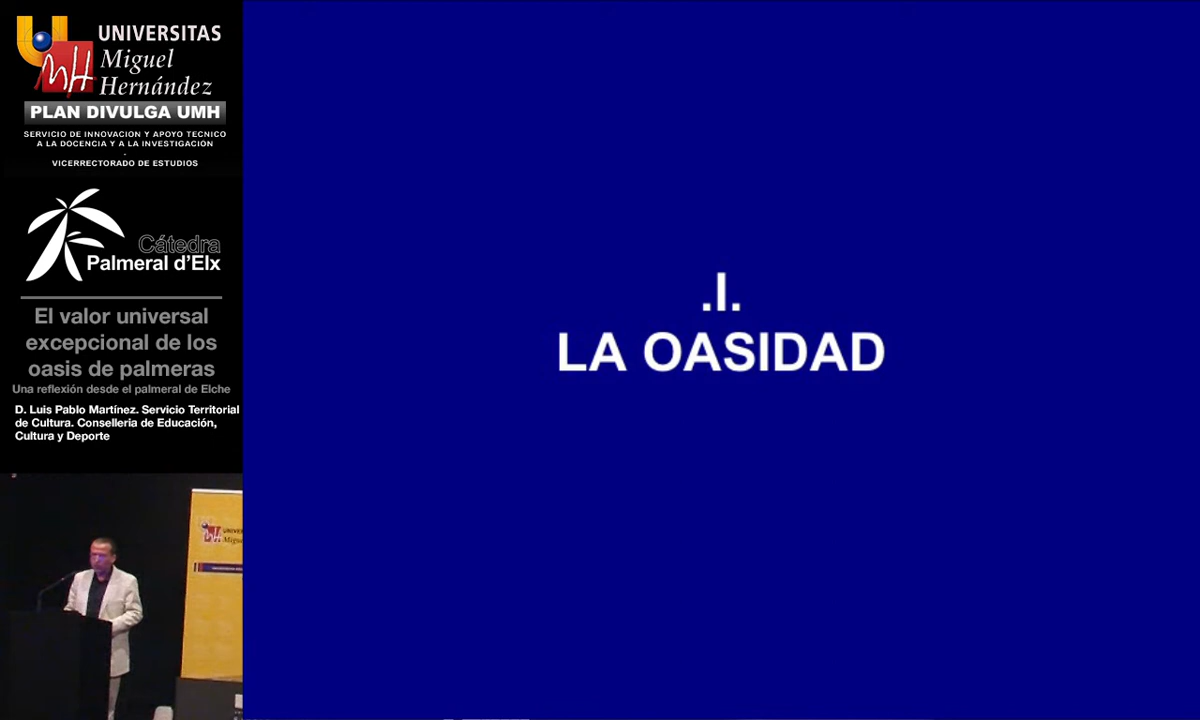 UNIVERSITAS
Miguel
Hernández
PLAN DIVULGA UMH
SERVICIO DE INNOVACION Y APOYO TECNICO
A LA DOCENCIA Y A LA INVESTIGACION
.
VICERRECTORADO DE ESTUDIOS
Cátedra
Palmeral d'Elx
El valor universal
excepcional de los
oasis de palmeras
Una reflexión desde el palmeral de Elche
D. Luis Pablo Martínez. Servicio Territorial
de Cultura. Conselleria de Educación,
Cultura y Deporte
.I.
LA OASIDAD